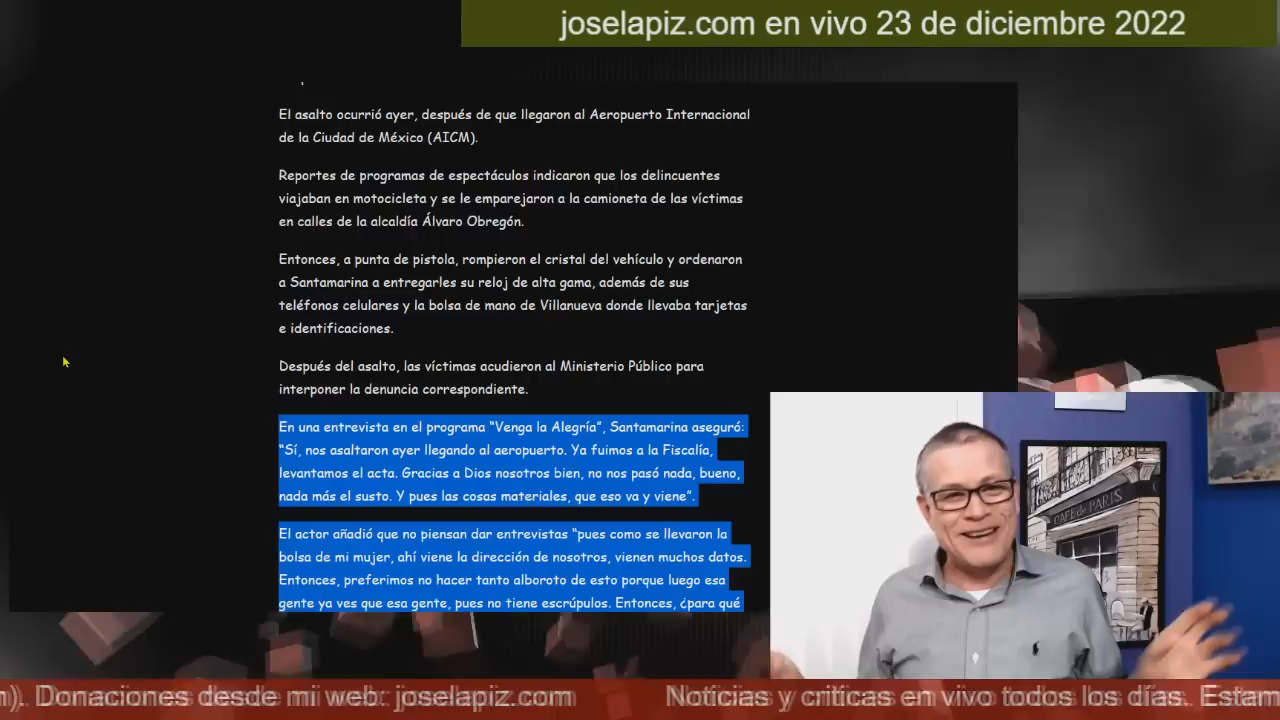 joselapiz.com en vivo 23 de diciembre 2022
El asalto ocurrió ayer, después de que llegaron al Aeropuerto Internacional
de la Ciudad de México (AICM).
Reportes de programas de espectáculos indicaron que los delincuentes
viajaban en motocicleta y se le emparejaron a la camioneta de las víctimas
en calles de la alcaldía Álvaro Obregón.
Entonces, a punta de pistola, rompieron el cristal del vehículo y ordenaron
a Santamarina a entregarles su reloj de alta gama, además de sus
teléfonos celulares y la bolsa de mano de Villanueva donde llevaba tarjetas
e identificaciones.
Después del asalto, las víctimas acudieron al Ministerio Público para
interponer la denuncia correspondiente.
En una entrevista en el programa “Venga la Alegría”, Santamarina aseguró:
“Sí, nos asaltaron ayer llegando al aeropuerto. Ya fuimos a la Fiscalía,
levantamos el acta. Gracias a Dios nosotros bien, no nos pasó nada, bueno,
nada más el susto. Y pues las cosas materiales, que eso va y viene”.
El actor añadió que no piensan dar entrevistas “pues como se llevaron la
bolsa de mi mujer, ahí viene la dirección de nosotros, vienen muchos datos.
Entonces, preferimos no hacer tanto alboroto de esto porque luego esa
gente ya ves que esa gente, pues no tiene escrúpulos. Entonces, ¿para qué
CAFE de PARIS
n). Donaciones desde mi web: joselapiz.com Noticias y criticas en vivo todos los días. Estam